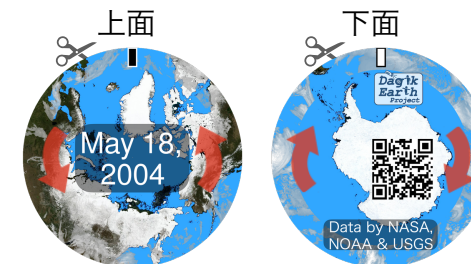 上面
下面
May 18,
2004
Dagik
Earth
Project
Data by NASA,
NOAA & USGS